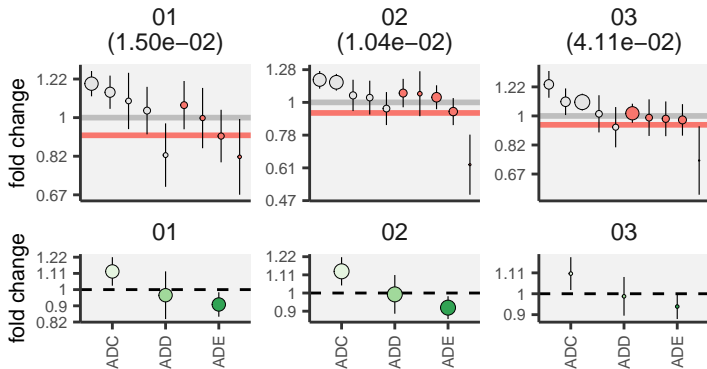 01
(1.50e−02)
02
(1.04e−02)
03
(4.11e−02)
fold change
1.22
1
0.82
0.67
1.28
1
0.78
0.61
0.47
1.22
1
0.82
0.67
01
02
03
fold change
1.22
1.11
1
0.9
0.82
1.22
1.11
1
0.9
1.11
1
0.9
ADC
ADD
ADE
ADC
ADD
ADE
ADC
ADD
ADE